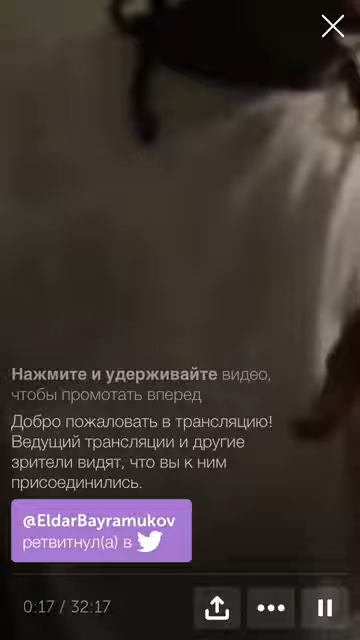 Нажмите и удерживайте видео,
чтобы промотать вперед
Добро пожаловать в трансляцию!
Ведущий трансляции и другие
зрители видят, что вы к ним
присоединились.
@EldarBayramukov
ретвитнул(а) в
0:17 / 32:17